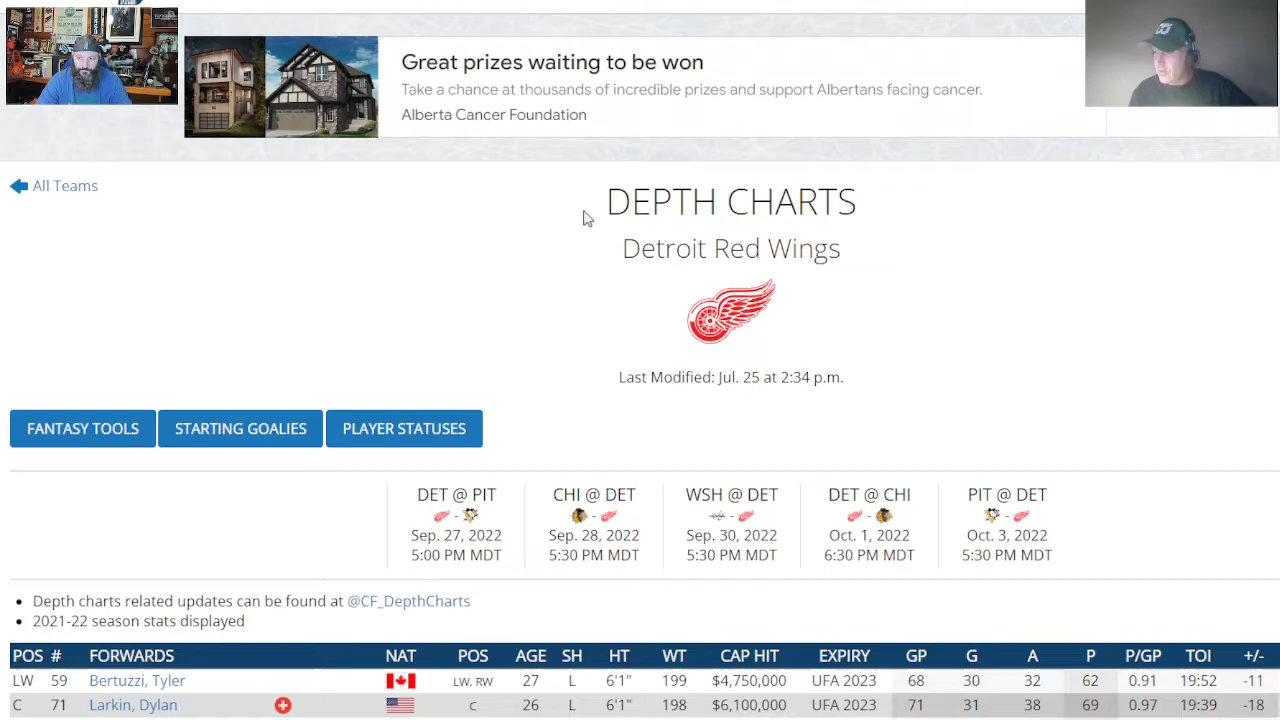 Great prizes waiting to be won
Take a chance at thousands of incredible prizes and support Albertans facing cancer.
Alberta Cancer Foundation
All Teams
DEPTH CHARTS
Detroit Red Wings
Last Modified: Jul. 25 at 2:34 p.m.
FANTASY TOOLS STARTING GOALIES PLAYER STATUSES
DET @ PIT CHI @ DET WSH @ DET DET @ CHI PIT @ DET
Sep. 27, 2022 Sep. 28, 2022 Sep. 30, 2022 Oct. 1, 2022 Oct. 3, 2022
5:00 PM MDT 5:30 PM MDT 5:30 PM MDT 6:30 PM MDT 5:30 PM MDT
Depth charts related updates can be found at @CF_DepthCharts
2021-22 season stats displayed
POS # FORWARDS NAT POS AGE SH HT WT CAP HIT EXPIRY GP G A P P/GP TOI +/-
LW 59 Bertuzzi, Tyler LW, RW 27 L 6'1" 199 $4,750,000 UFA 2023 68 30 32 62 0.91 19:52 -11
C 71 Larkin, Dylan C 26 L 6'1" 198 $6,100,000 UFA 2023 71 31 38 69 0.97 19:39 -18